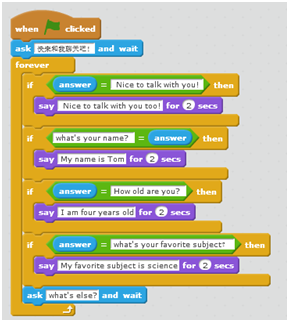 when clicked
ask 来和我聊天吧! and wait
forever
if answer = Nice to talk with you! then
say Nice to talk with you too! for 2 secs
if what's your name? = answer then
say My name is Tom for 2 secs
if answer = How old are you? then
say I am four years old for 2 secs
if answer = what's your favorite subject? then
say My favorite subject is science for 2 secs
ask what's else? and wait